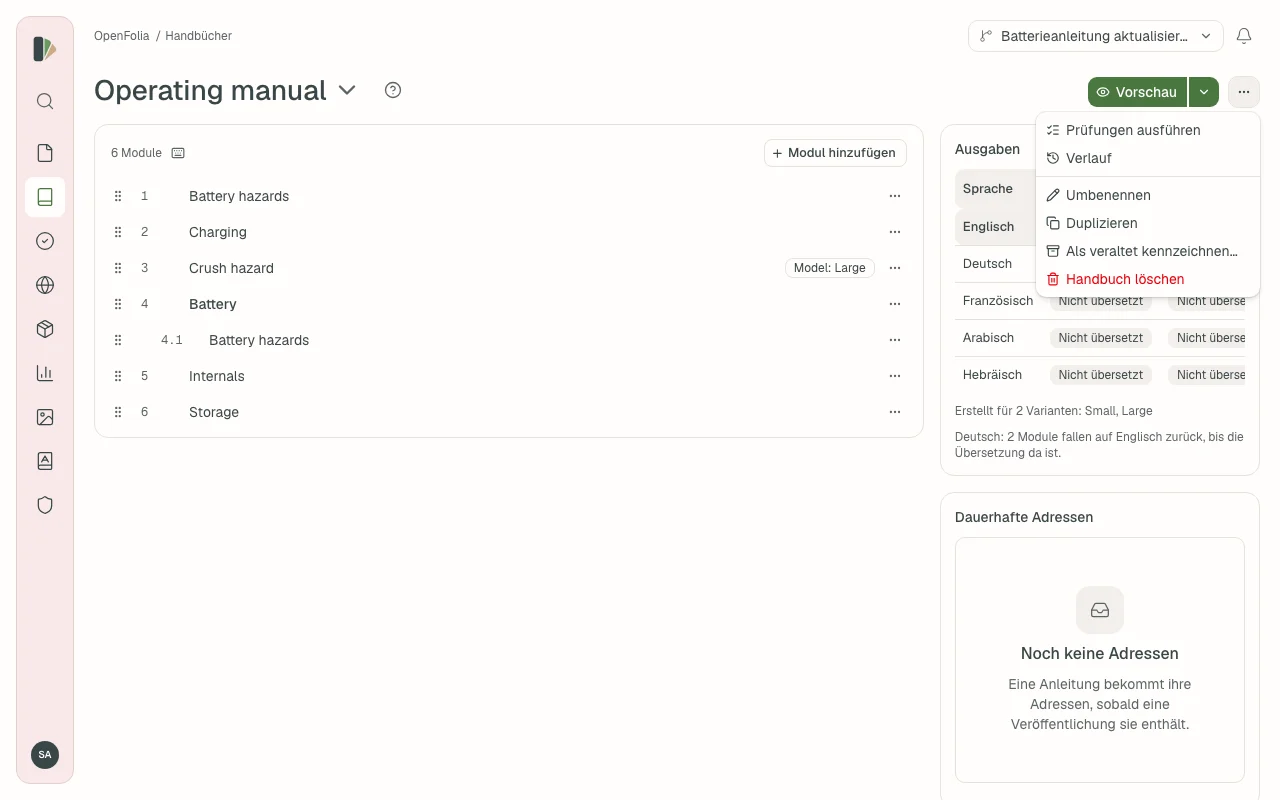 OpenFolia / Handbücher
Batterieanleitung aktualisier…
Operating manual
Vorschau
6 Module
Modul hinzufügen
1 Battery hazards
2 Charging
3 Crush hazard Model: Large
4 Battery
4.1 Battery hazards
5 Internals
6 Storage
Prüfungen ausführen
Verlauf
Umbenennen
Duplizieren
Als veraltet kennzeichnen…
Handbuch löschen
Ausgaben
Sprache
Englisch
Deutsch
Französisch Nicht übersetzt Nicht überse
Arabisch Nicht übersetzt Nicht überse
Hebräisch Nicht übersetzt Nicht überse
Erstellt für 2 Varianten: Small, Large
Deutsch: 2 Module fallen auf Englisch zurück, bis die
Übersetzung da ist.
Dauerhafte Adressen
Noch keine Adressen
Eine Anleitung bekommt ihre
Adressen, sobald eine
Veröffentlichung sie enthält.
SA